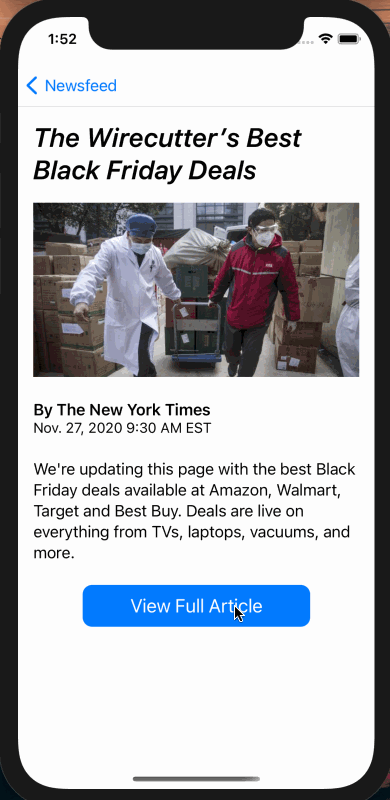 1:52
Newsfeed
The Wirecutter’s Best
Black Friday Deals
By The New York Times
Nov. 27, 2020 9:30 AM EST
We're updating this page with the best Black
Friday deals available at Amazon, Walmart,
Target and Best Buy. Deals are live on
everything from TVs, laptops, vacuums, and
more.
View Full Article